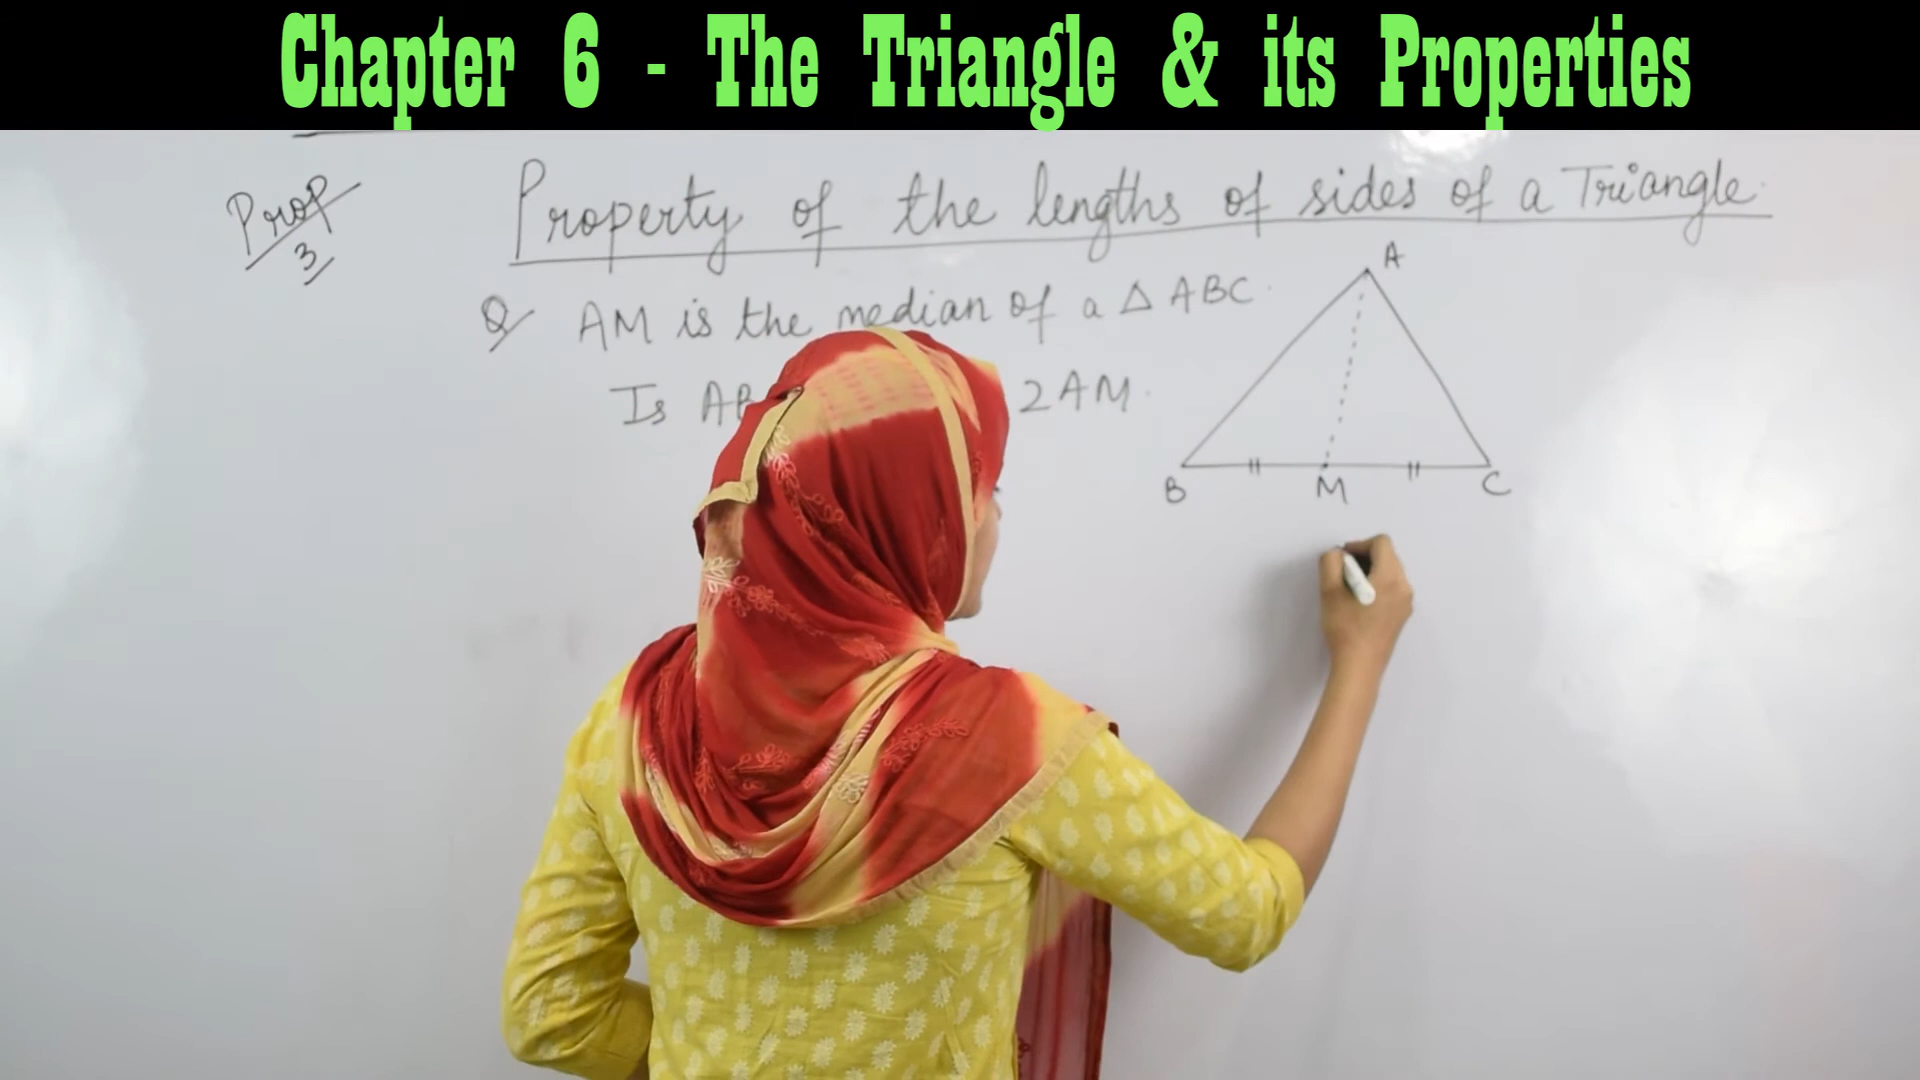 Chapter 6 - The Triangle & its Properties
Prop 3
Property of the lengths of sides of a Triangle
Q AM is the median of a Δ ABC.
Is AB 2AM.
A
B M C